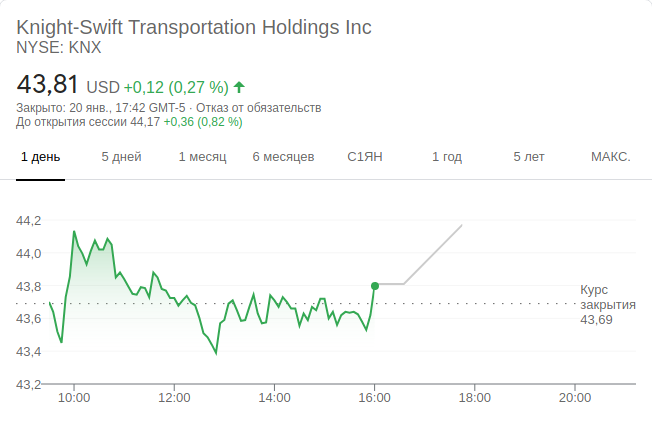 Knight-Swift Transportation Holdings Inc
NYSE: KNX
43,81 USD +0,12 (0,27 %)
Закрыто: 20 янв., 17:42 GMT-5 · Отказ от обязательств
До открытия сессии 44,17 +0,36 (0,82 %)
1 день 5 дней 1 месяц 6 месяцев С1ЯН 1 год 5 лет МАКС.
44,2
44,0
43,8
43,6
43,4
43,2
Курс
закрытия
43,69
10:00 12:00 14:00 16:00 18:00 20:00